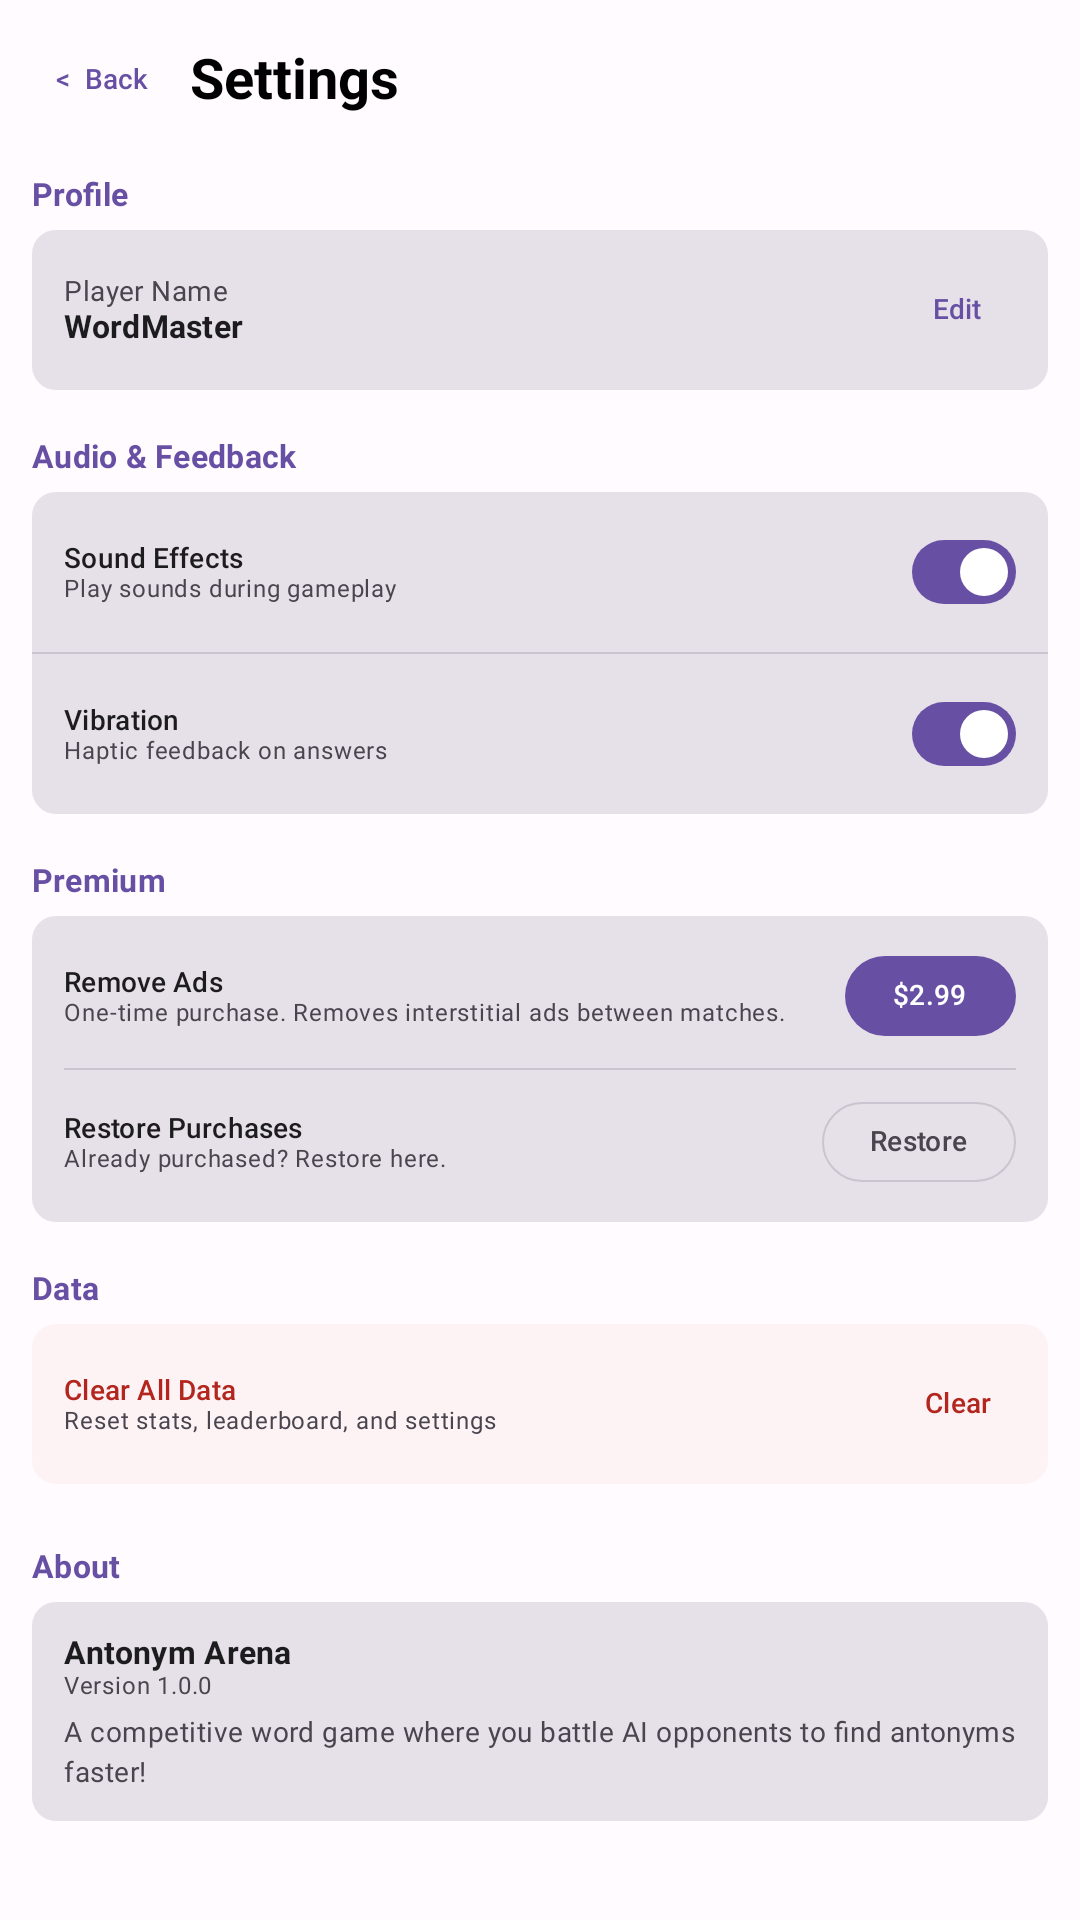 < Back Settings
Profile
Player Name
WordMaster
Edit
Audio & Feedback
Sound Effects
Play sounds during gameplay
Vibration
Haptic feedback on answers
Premium
Remove Ads
One-time purchase. Removes interstitial ads between matches.
$2.99
Restore Purchases
Already purchased? Restore here.
Restore
Data
Clear All Data
Reset stats, leaderboard, and settings
Clear
About
Antonym Arena
Version 1.0.0
A competitive word game where you battle AI opponents to find antonyms
faster!